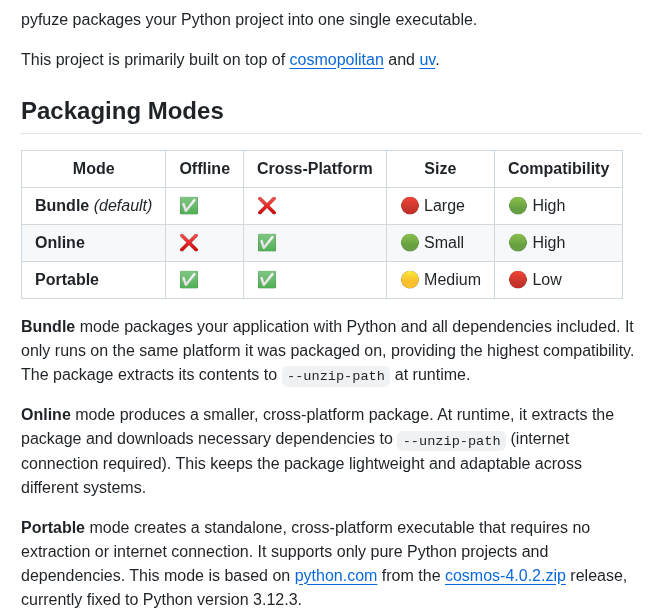 pyfuze packages your Python project into one single executable.
This project is primarily built on top of cosmopolitan and uv.
Packaging Modes
Mode Offline Cross-Platform Size Compatibility
Bundle (default) ✅ ❌ 🔴 Large 🟢 High
Online ❌ ✅ 🟢 Small 🟢 High
Portable ✅ ✅ 🟡 Medium 🔴 Low
Bundle mode packages your application with Python and all dependencies included. It
only runs on the same platform it was packaged on, providing the highest compatibility.
The package extracts its contents to --unzip-path at runtime.
Online mode produces a smaller, cross-platform package. At runtime, it extracts the
package and downloads necessary dependencies to --unzip-path (internet
connection required). This keeps the package lightweight and adaptable across
different systems.
Portable mode creates a standalone, cross-platform executable that requires no
extraction or internet connection. It supports only pure Python projects and
dependencies. This mode is based on python.com from the cosmos-4.0.2.zip release,
currently fixed to Python version 3.12.3.